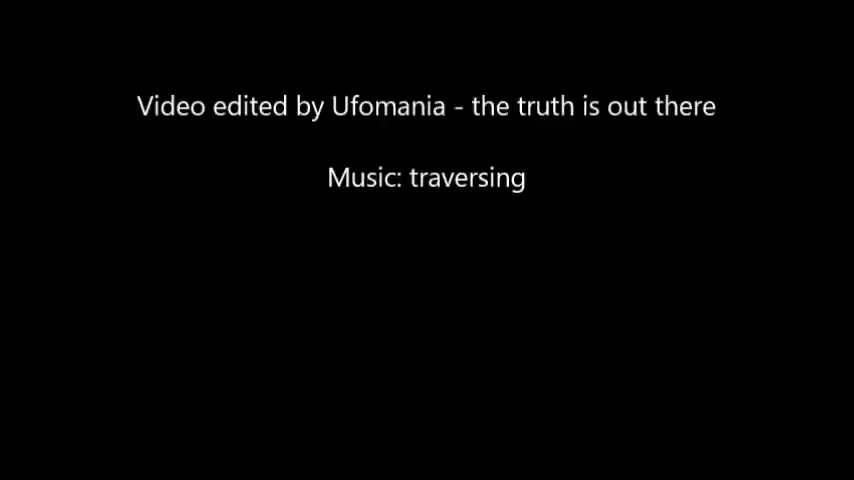 Video edited by Ufomania - the truth is out there
Music: traversing